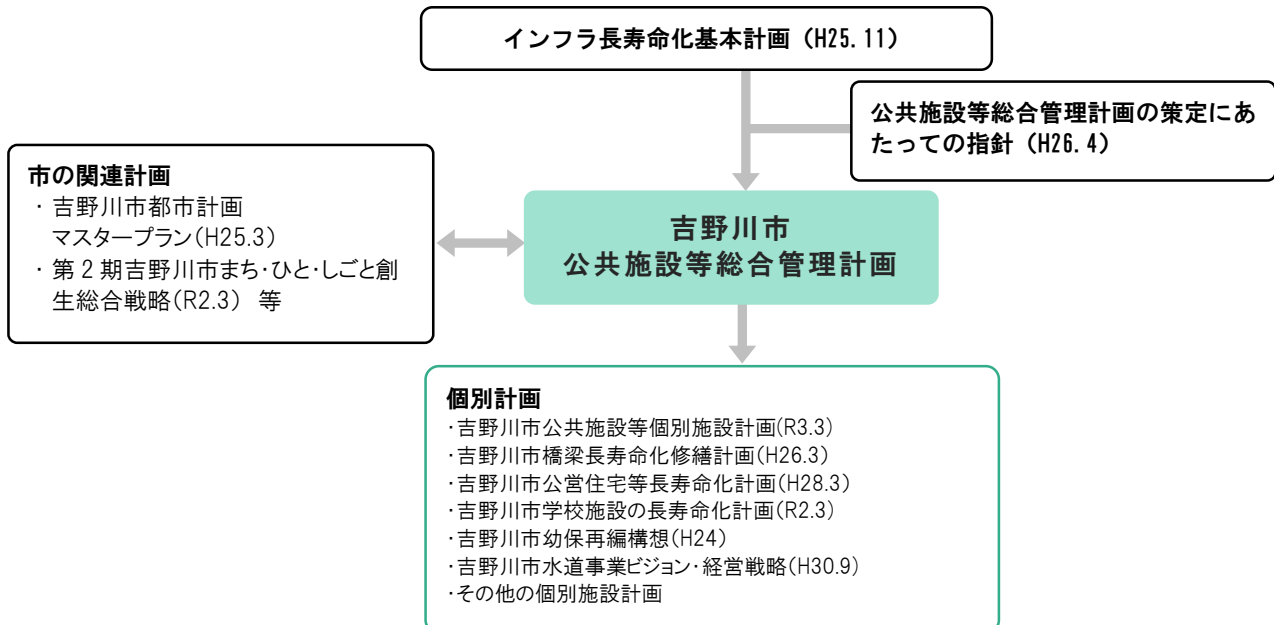 インフラ長寿命化基本計画（H25.11）
公共施設等総合管理計画の策定にあ
たっての指針（H26.4）
市の関連計画
・吉野川市都市計画
マスタープラン(H25.3)
・第２期吉野川市まち・ひと・しごと創
生総合戦略(R2.3) 等
吉野川市
公共施設等総合管理計画
個別計画
・吉野川市公共施設等個別施設計画(R3.3)
・吉野川市橋梁長寿命化修繕計画(H26.3)
・吉野川市公営住宅等長寿命化計画(H28.3)
・吉野川市学校施設の長寿命化計画(R2.3)
・吉野川市幼保再編構想(H24)
・吉野川市水道事業ビジョン・経営戦略(H30.9)
・その他の個別施設計画